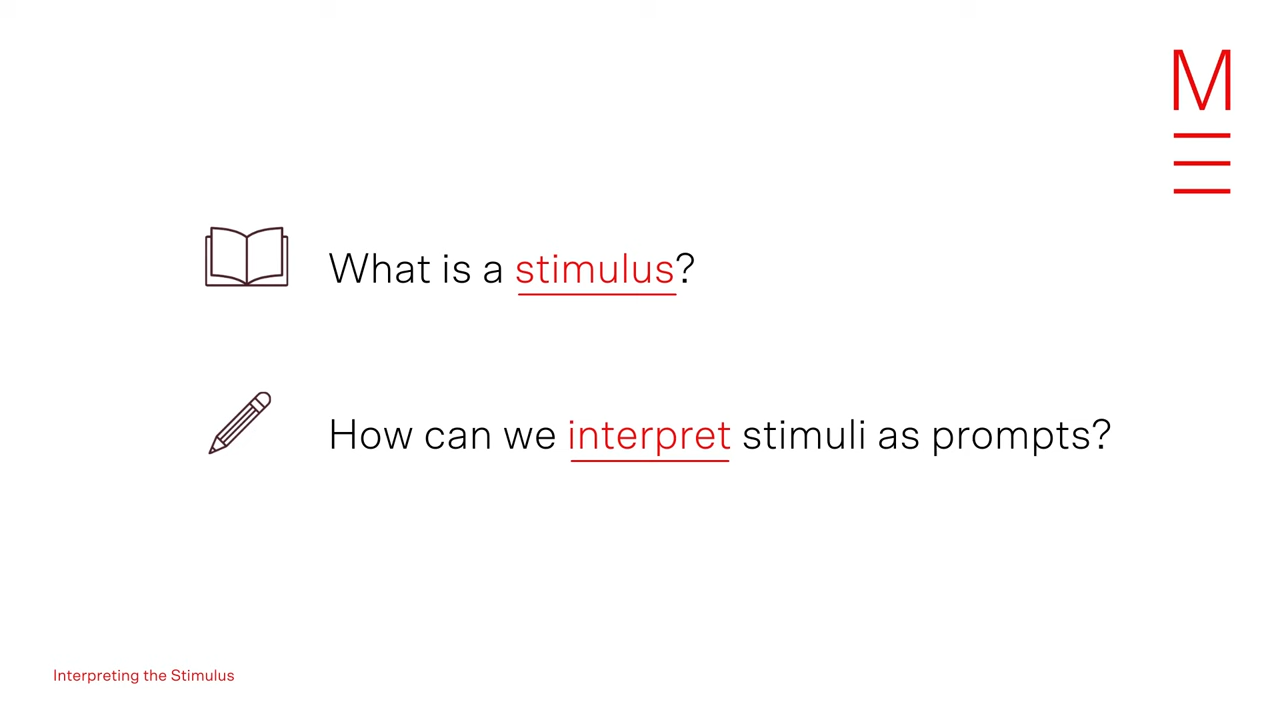 M
What is a stimulus?
How can we interpret stimuli as prompts?
Interpreting the Stimulus